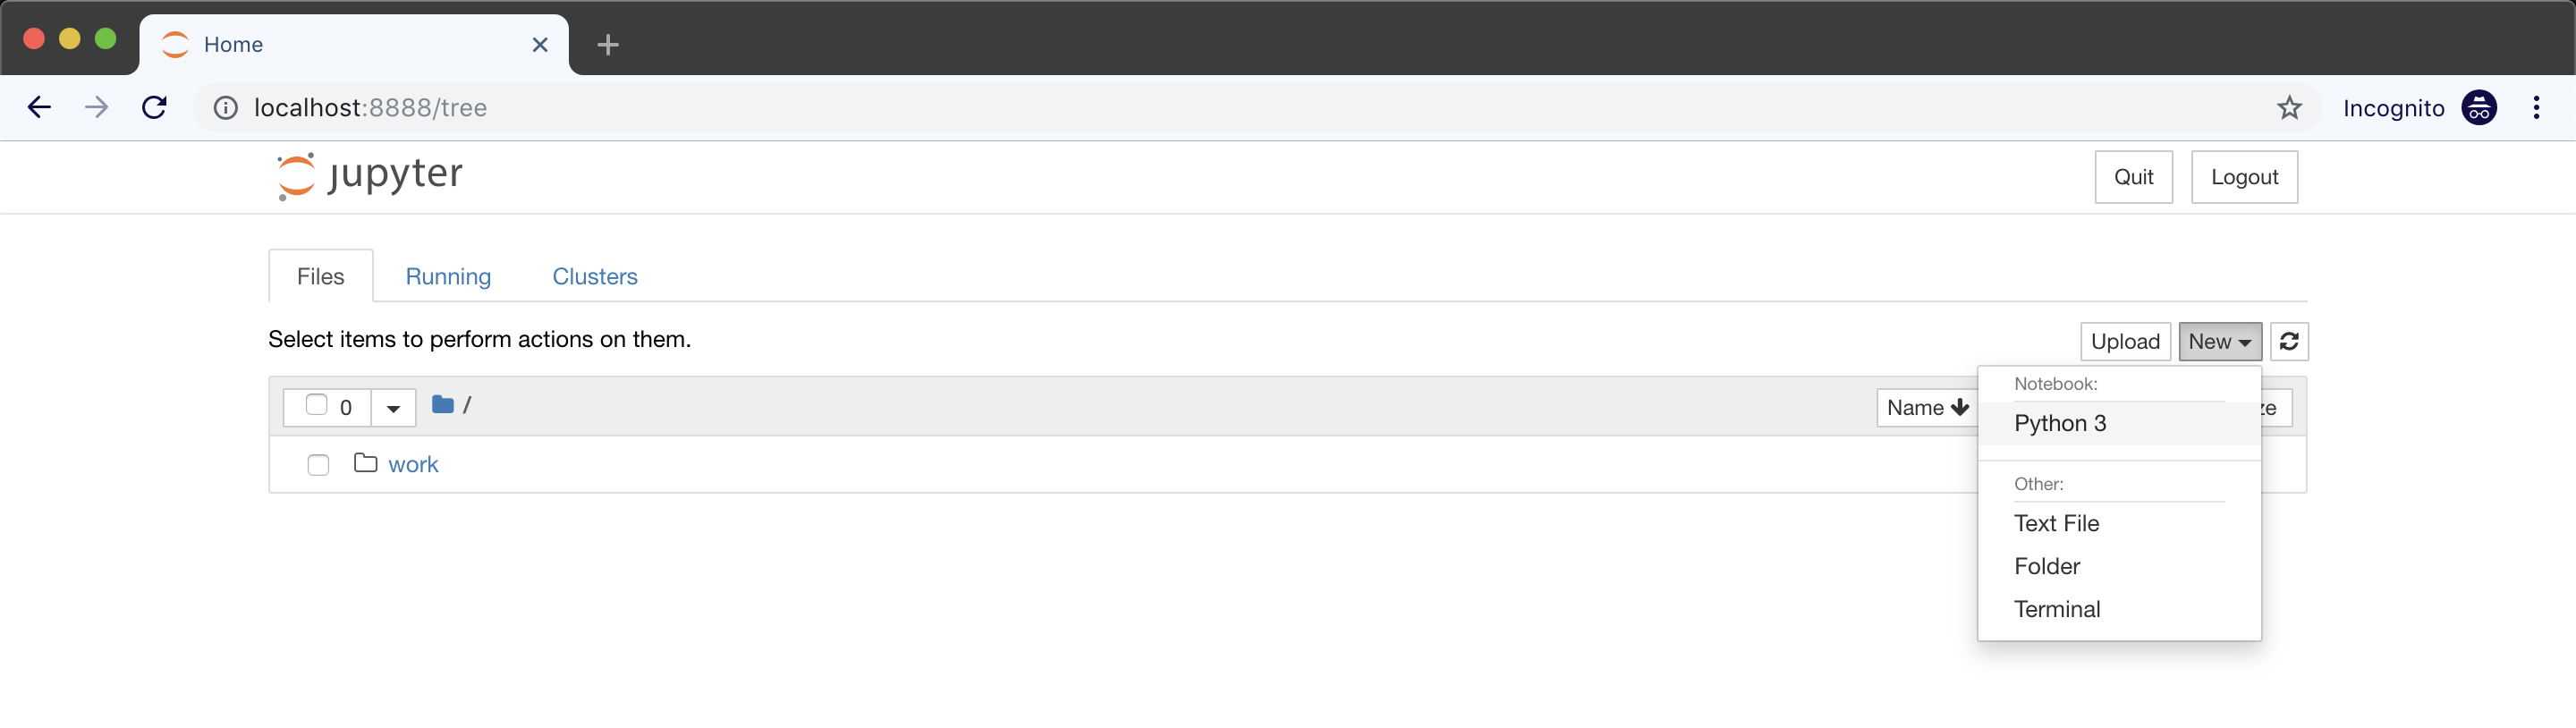 Home
localhost:8888/tree
Incognito
jupyter
Quit
Logout
Files
Running
Clusters
Select items to perform actions on them.
Upload
New
0
/
Name
ze
Notebook:
Python 3
work
Other:
Text File
Folder
Terminal